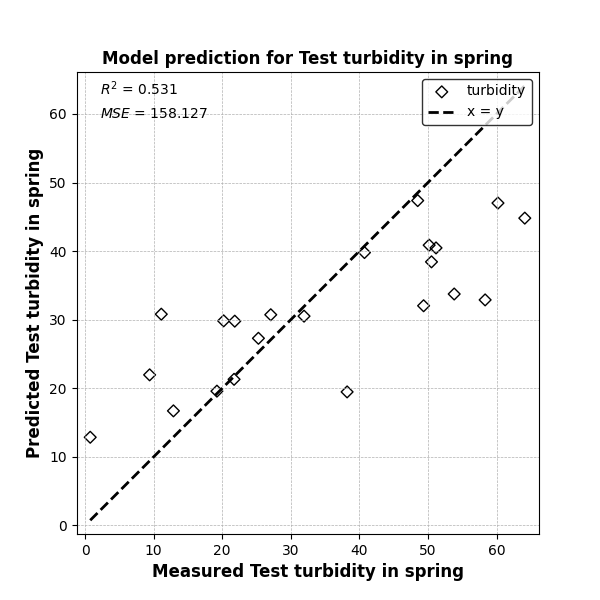 Model prediction for Test turbidity in spring
R² = 0.531
MSE = 158.127
turbidity
x = y
60
50
40
30
20
10
0
Predicted Test turbidity in spring
0 10 20 30 40 50 60
Measured Test turbidity in spring